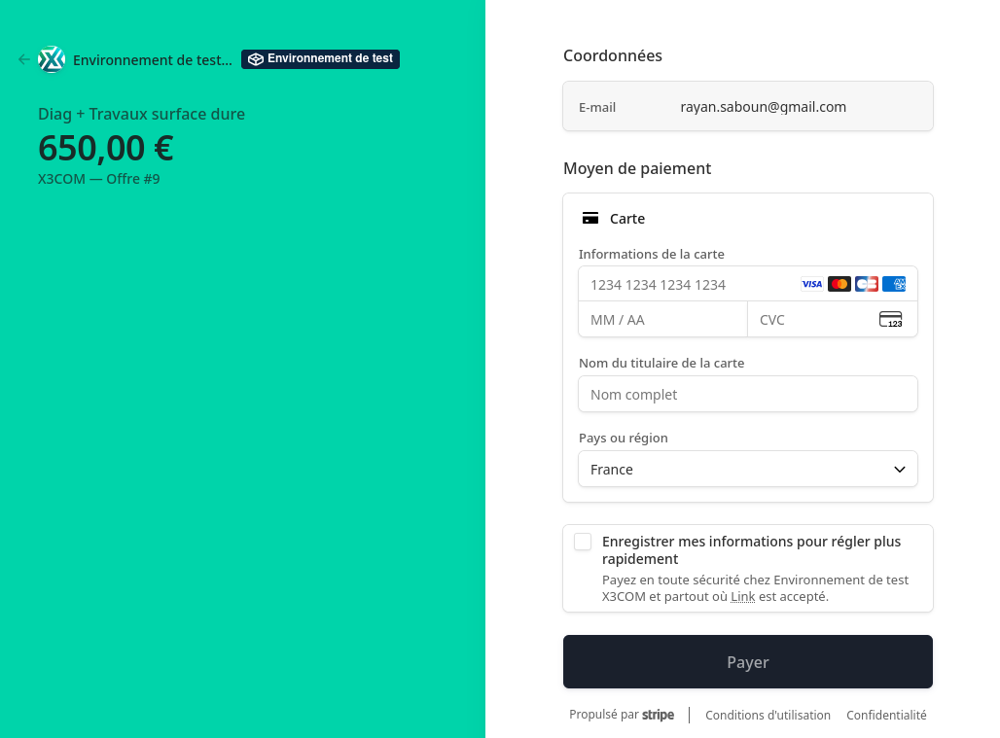 Environnement de test...
Environnement de test
Diag + Travaux surface dure
650,00 €
X3COM — Offre #9
Coordonnées
E-mail rayan.saboun@gmail.com
Moyen de paiement
Carte
Informations de la carte
1234 1234 1234 1234 VISA AMEX
MM / AA CVC 123
Nom du titulaire de la carte
Nom complet
Pays ou région
France
Enregistrer mes informations pour régler plus
rapidement
Payez en toute sécurité chez Environnement de test
X3COM et partout où Link est accepté.
Payer
Propulsé par stripe Conditions d'utilisation Confidentialité